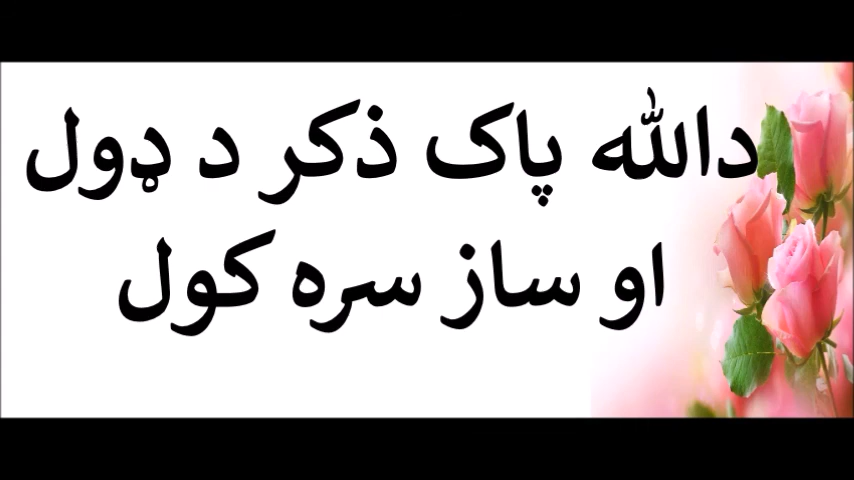 دالله پاک ذکر د ډول
او ساز سره کول